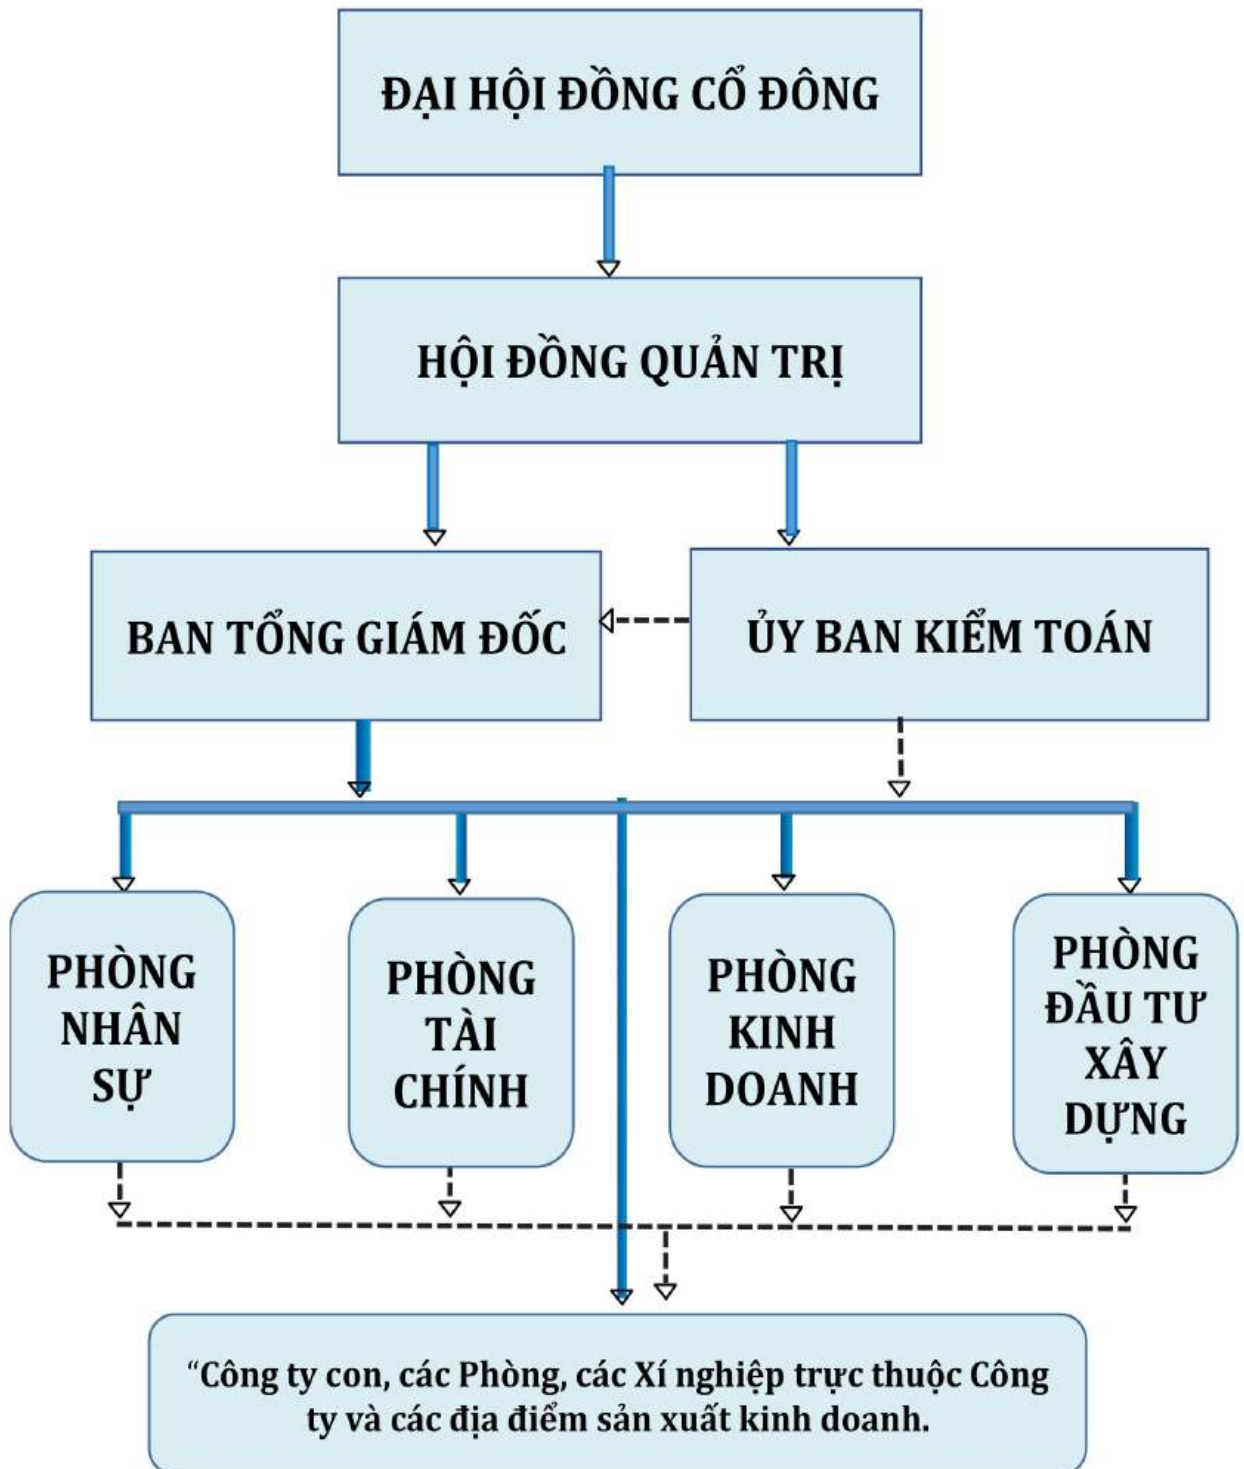 ĐẠI HỘI ĐỒNG CỔ ĐÔNG
HỘI ĐỒNG QUẢN TRỊ
BAN TỔNG GIÁM ĐỐC
ỦY BAN KIỂM TOÁN
PHÒNG
NHÂN
SỰ
PHÒNG
TÀI
CHÍNH
PHÒNG
KINH
DOANH
PHÒNG
ĐẦU TƯ
XÂY
DỰNG
“Công ty con, các Phòng, các Xí nghiệp trực thuộc Công
ty và các địa điểm sản xuất kinh doanh.